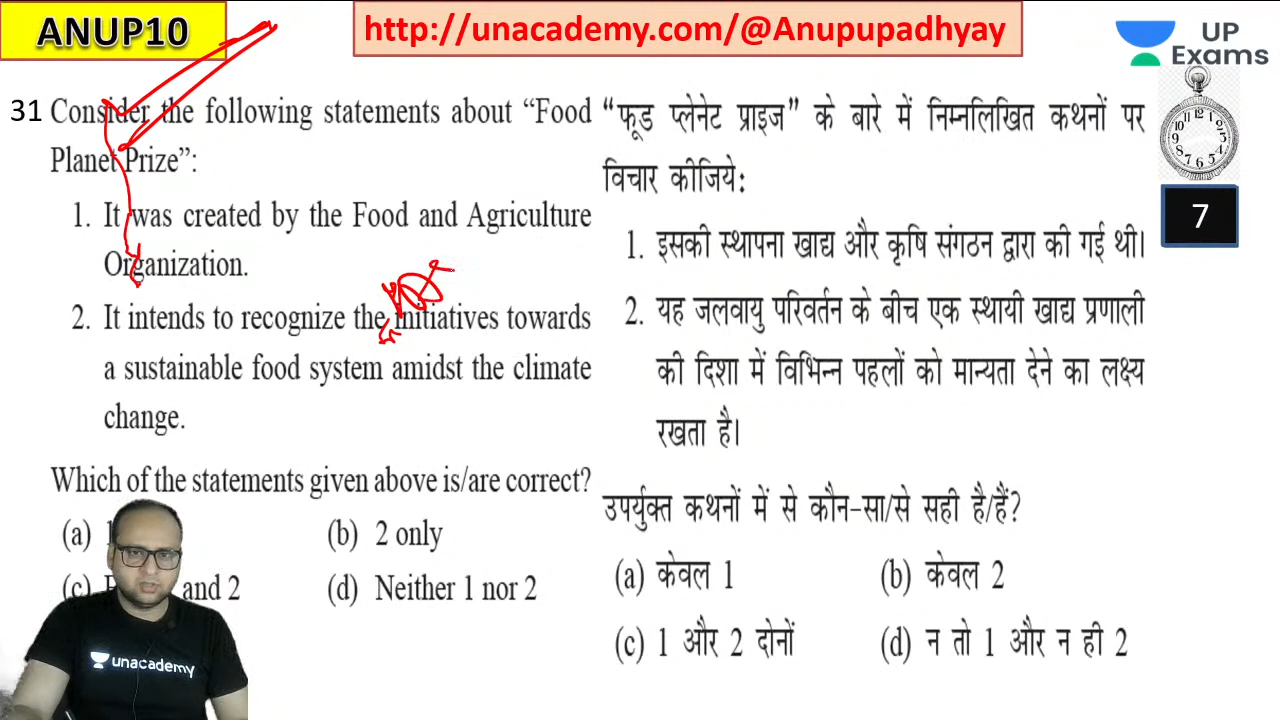 ANUP10
http://unacademy.com/@Anupupadhyay
UP
Exams
31 Consider the following statements about “Food
Planet Prize”:
1. It was created by the Food and Agriculture
Organization.
2. It intends to recognize the initiatives towards
a sustainable food system amidst the climate
change.
Which of the statements given above is/are correct?
(a)
(b) 2 only
(c) and 2
(d) Neither 1 nor 2
“फूड प्लेनेट प्राइज” के बारे में निम्नलिखित कथनों पर
विचार कीजिये:
1. इसकी स्थापना खाद्य और कृषि संगठन द्वारा की गई थी।
2. यह जलवायु परिवर्तन के बीच एक स्थायी खाद्य प्रणाली
की दिशा में विभिन्न पहलों को मान्यता देने का लक्ष्य
रखता है।
उपर्युक्त कथनों में से कौन-सा/से सही है/हैं?
(a) केवल 1
(b) केवल 2
(c) 1 और 2 दोनों
(d) न तो 1 और न ही 2
7
unacademy